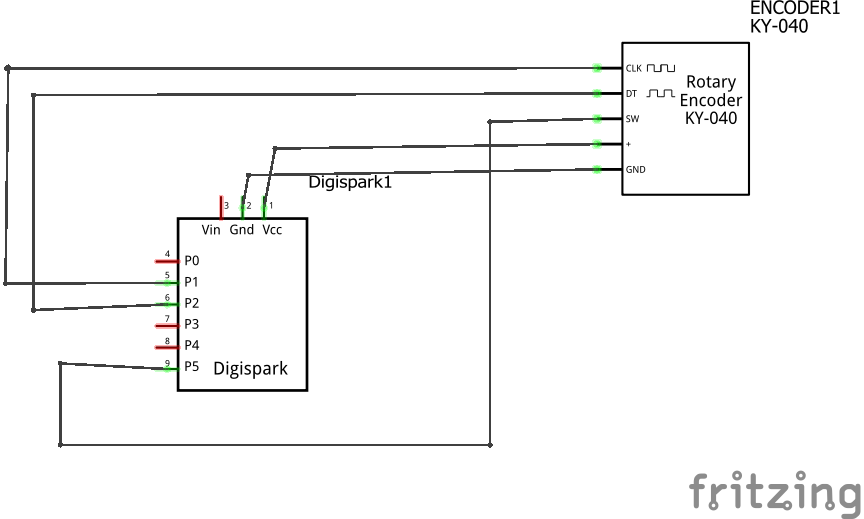 ENCODER1
KY-040
CLK
Rotary
Encoder
KY-040
DT
SW
+
GND
Digispark1
3
2
1
Vin Gnd Vcc
4
P0
5
P1
6
P2
7
P3
8
P4
9
P5
Digispark
fritzing